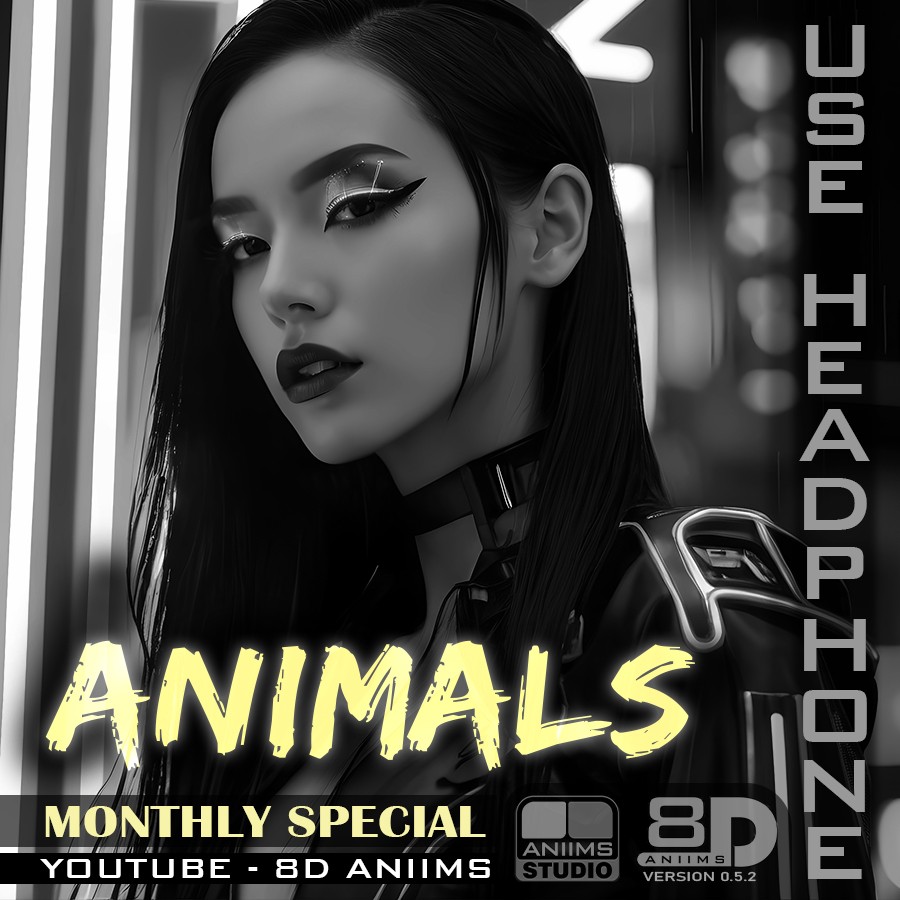 USE HEADPHONE
ANIMALS
MONTHLY SPECIAL
YOUTUBE - 8D ANIIMS
ANIIMS
STUDIO
8D
ANIIMS
VERSION 0.5.2